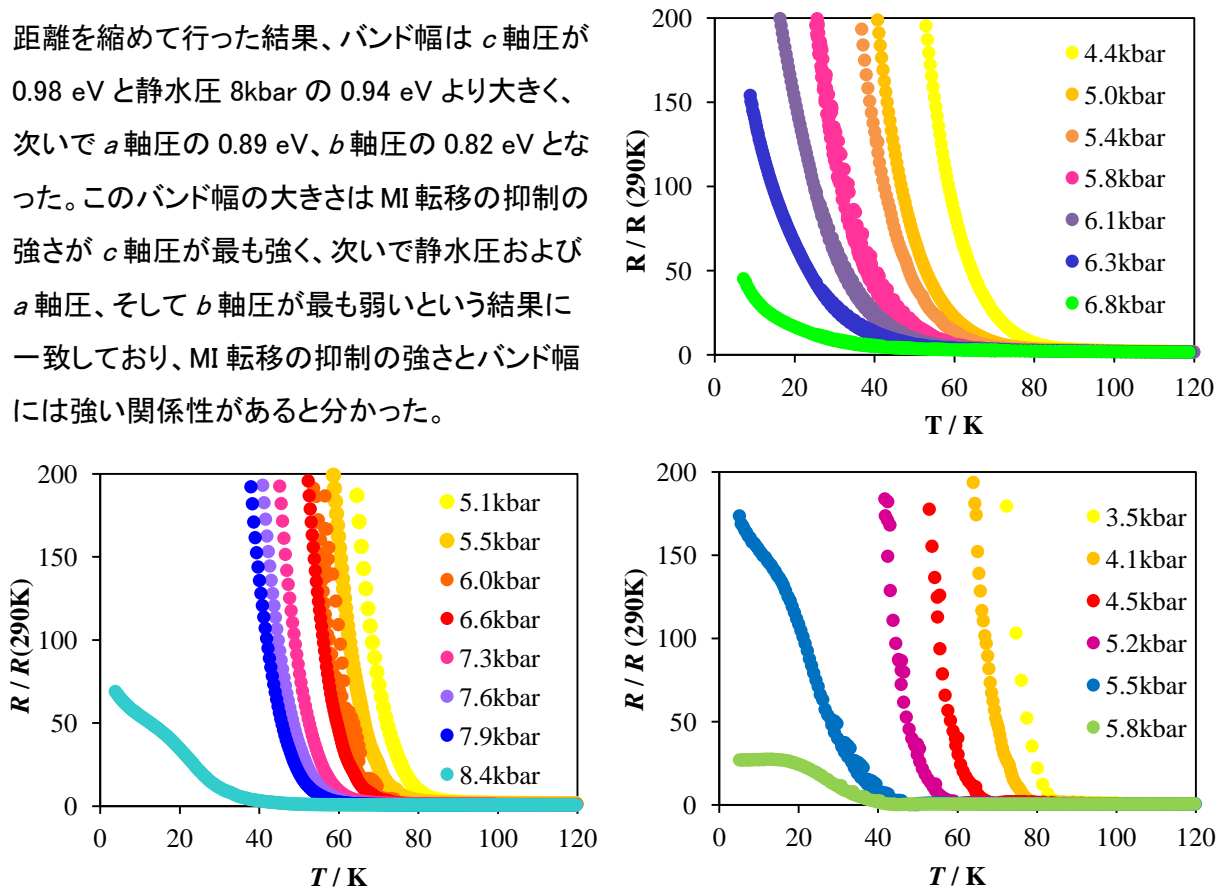 距離を縮めて行った結果、バンド幅は c 軸圧が
0.98 eV と静水圧 8kbar の 0.94 eV より大きく、
次いで a 軸圧の 0.89 eV、b 軸圧の 0.82 eV とな
った。このバンド幅の大きさは MI 転移の抑制の
強さが c 軸圧が最も強く、次いで静水圧および
a 軸圧、そして b 軸圧が最も弱いという結果に
一致しており、MI 転移の抑制の強さとバンド幅
には強い関係性があると分かった。
R / R (290K)
200
150
100
50
0
0 20 40 60 80 100 120
T / K
4.4kbar
5.0kbar
5.4kbar
5.8kbar
6.1kbar
6.3kbar
6.8kbar
R / R (290K)
200
150
100
50
0
0 20 40 60 80 100 120
T / K
5.1kbar
5.5kbar
6.0kbar
6.6kbar
7.3kbar
7.6kbar
7.9kbar
8.4kbar
R / R (290K)
200
150
100
50
0
0 20 40 60 80 100 120
T / K
3.5kbar
4.1kbar
4.5kbar
5.2kbar
5.5kbar
5.8kbar